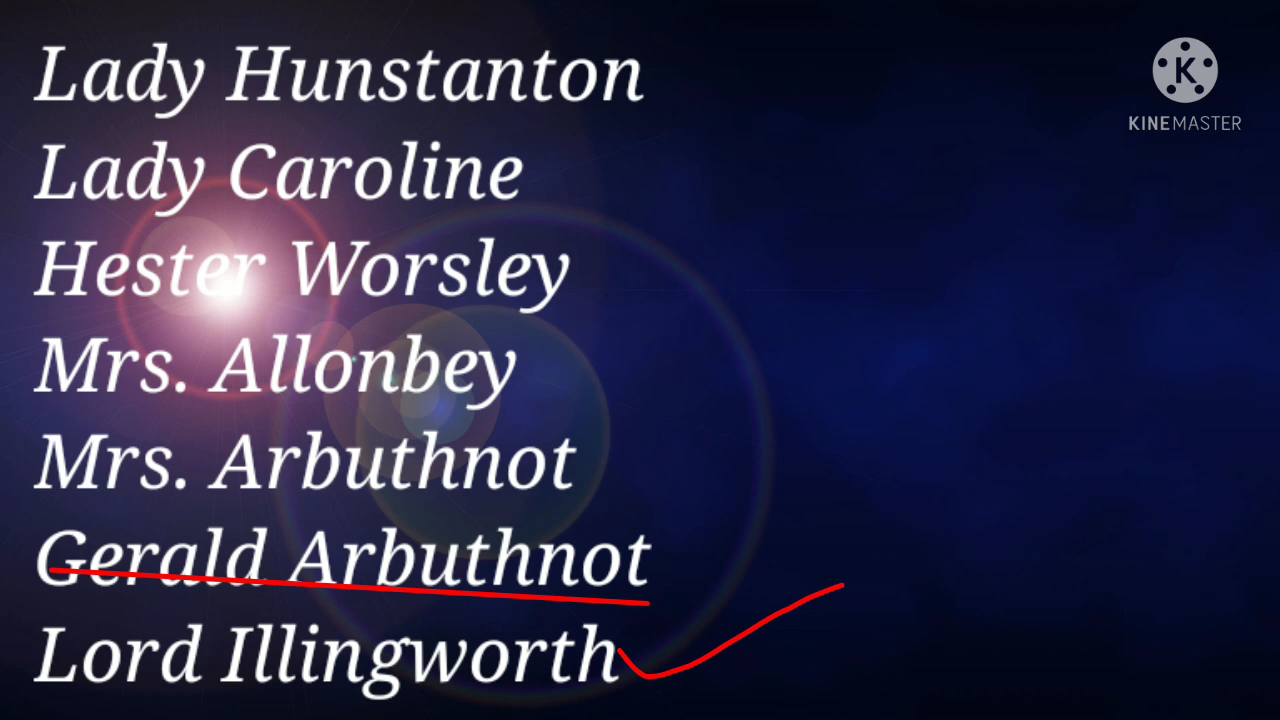 Lady Hunstanton
Lady Caroline
Hester Worsley
Mrs. Allonbey
Mrs. Arbuthnot
Gerald Arbuthnot
Lord Illingworth
K
KINEMASTER